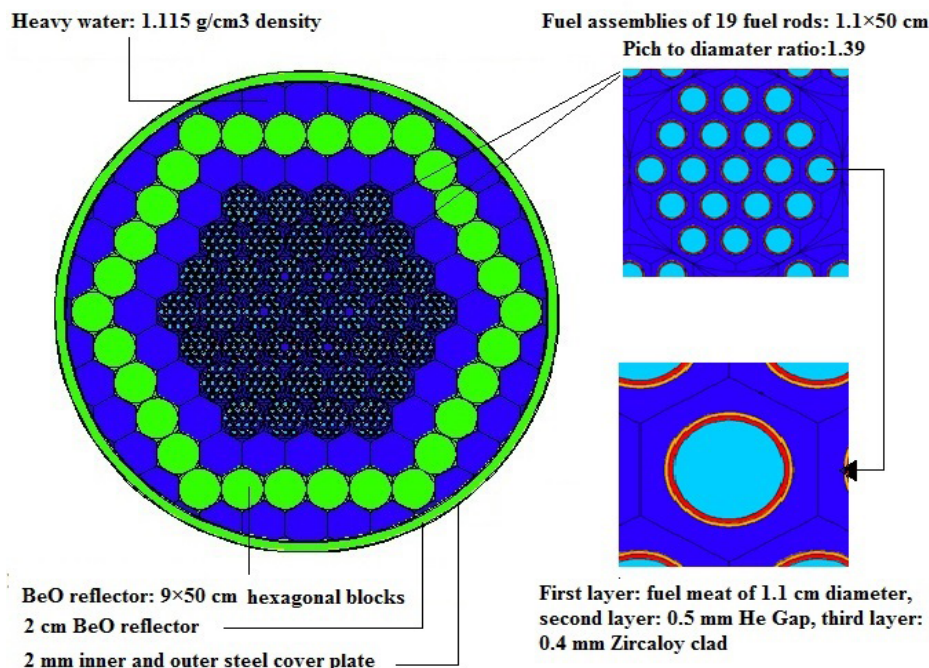 Heavy water: 1.115 g/cm3 density
Fuel assemblies of 19 fuel rods: 1.1×50 cm
Pich to diamater ratio:1.39
BeO reflector: 9×50 cm hexagonal blocks
2 cm BeO reflector
2 mm inner and outer steel cover plate
First layer: fuel meat of 1.1 cm diameter,
second layer: 0.5 mm He Gap, third layer:
0.4 mm Zircaloy clad